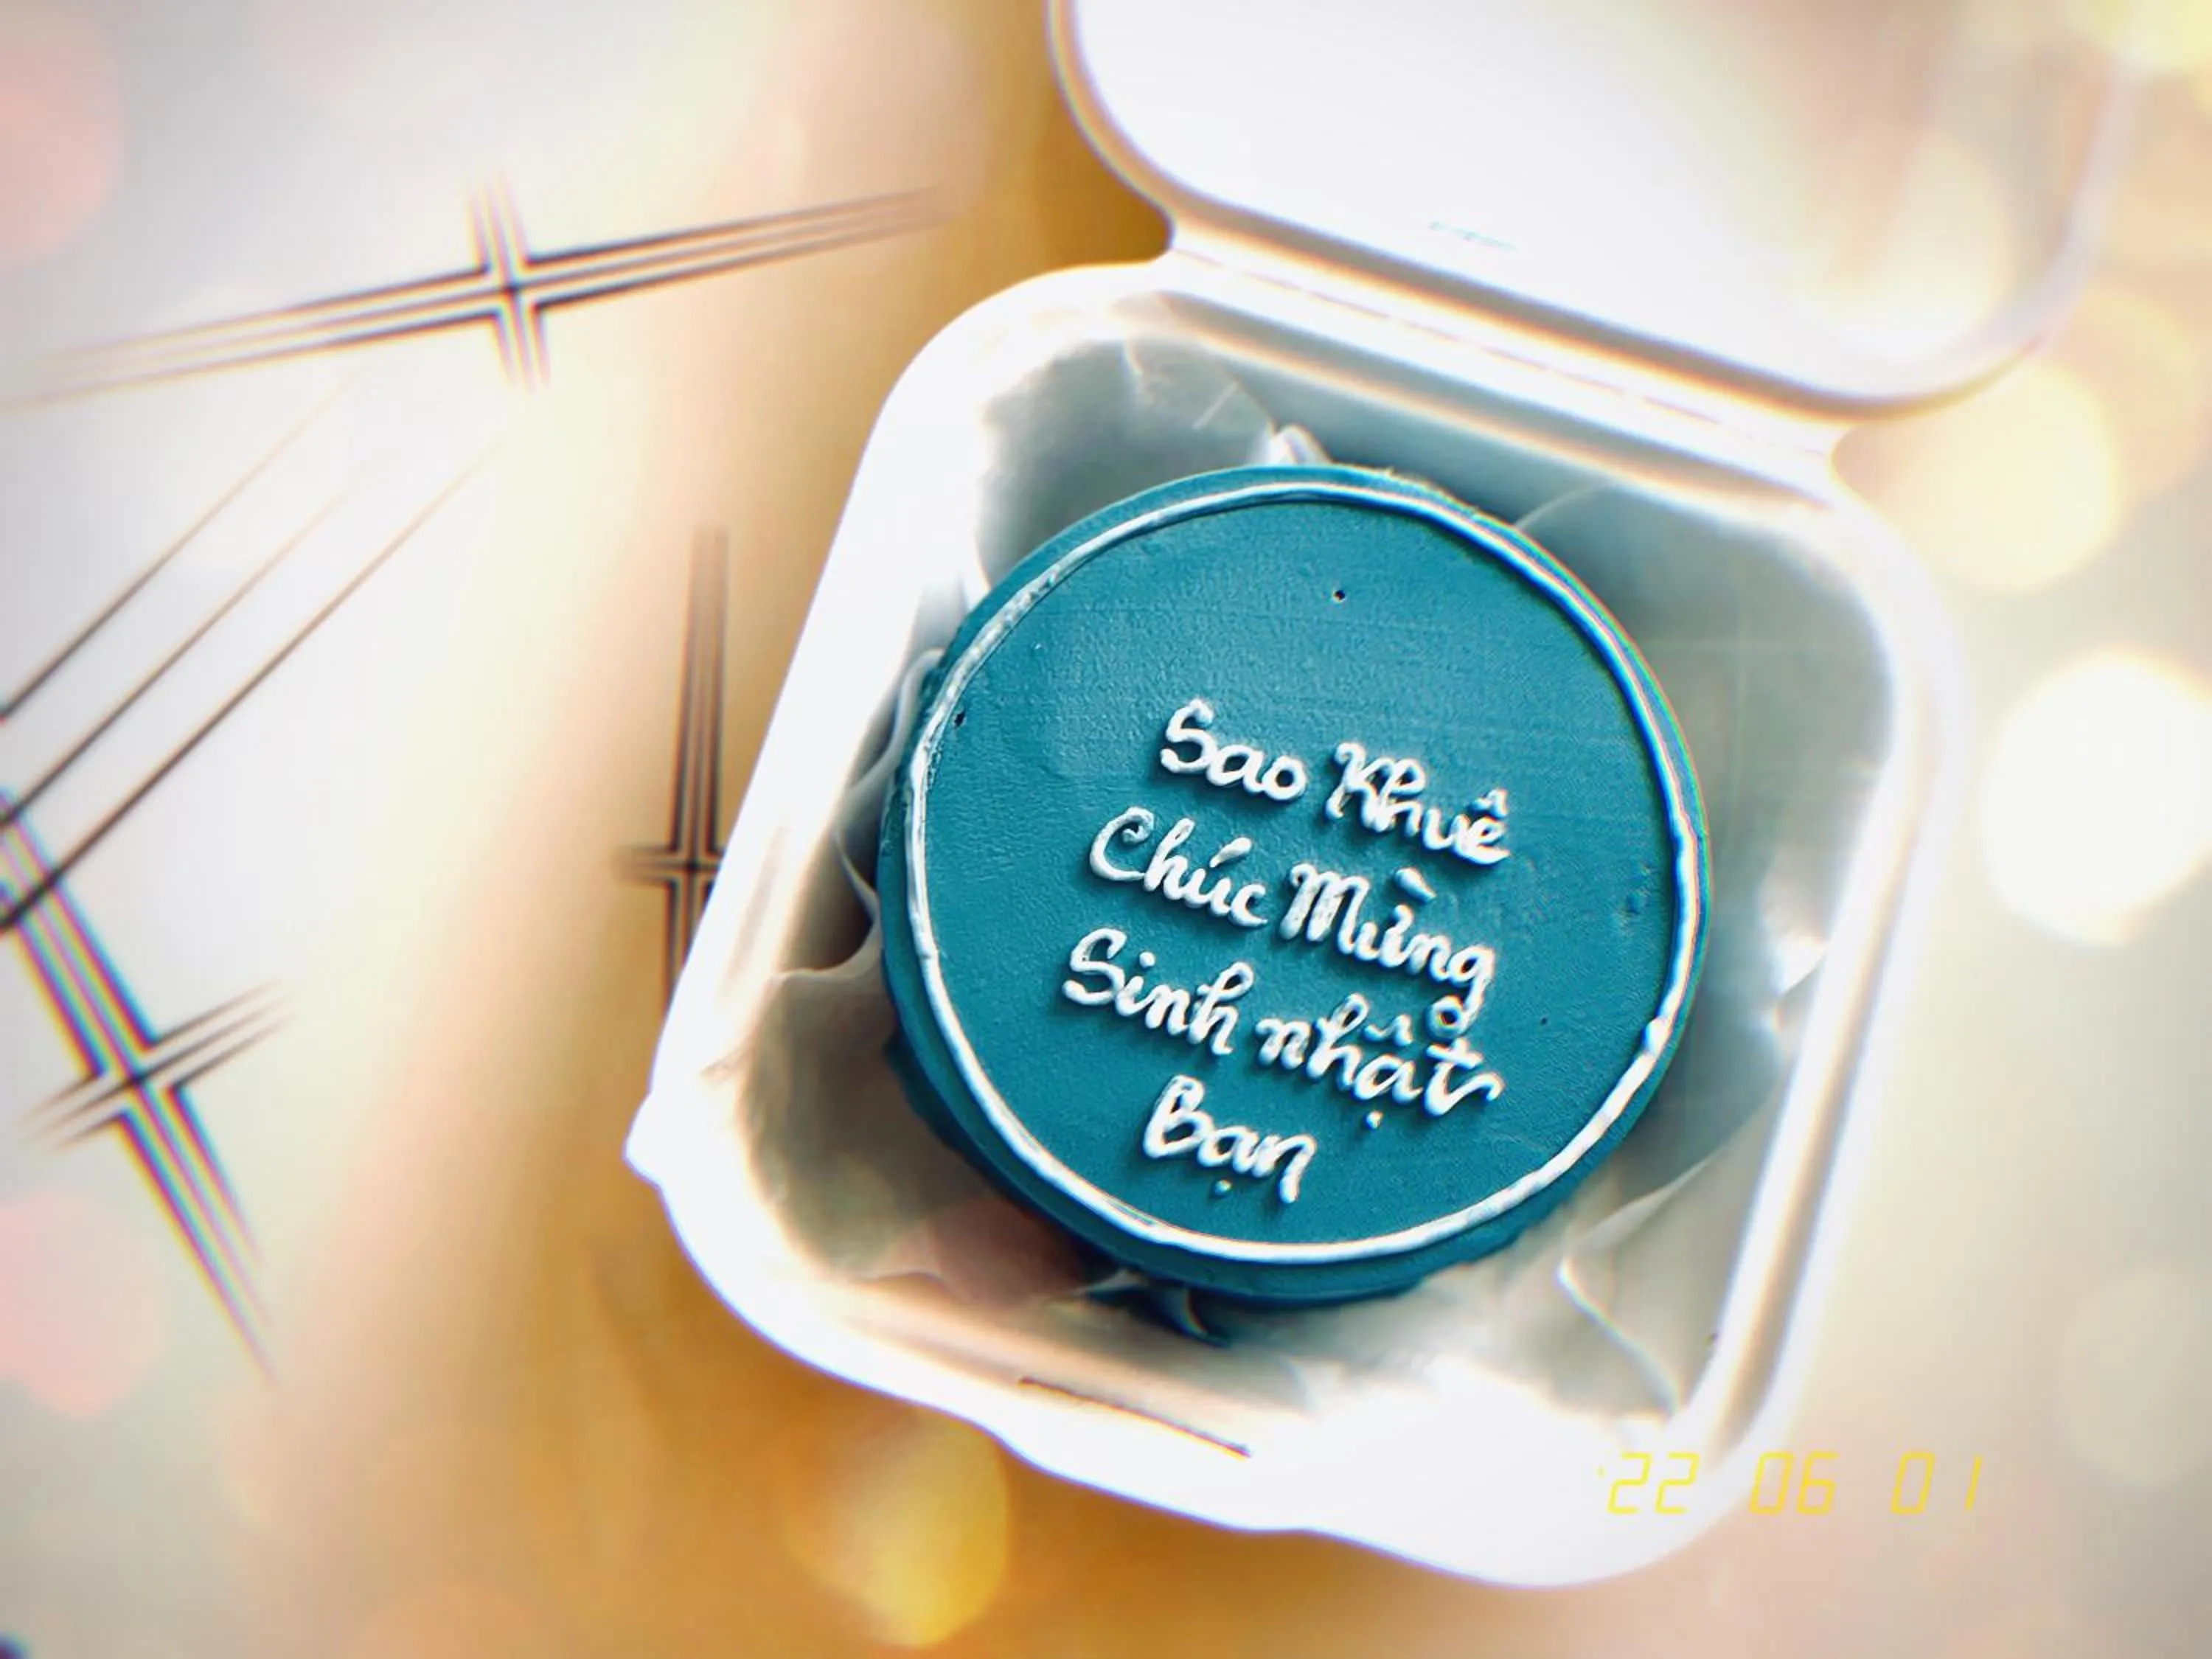 Sao Khuê
Chúc Mừng
Sinh nhật
Bạn
'22 06 01